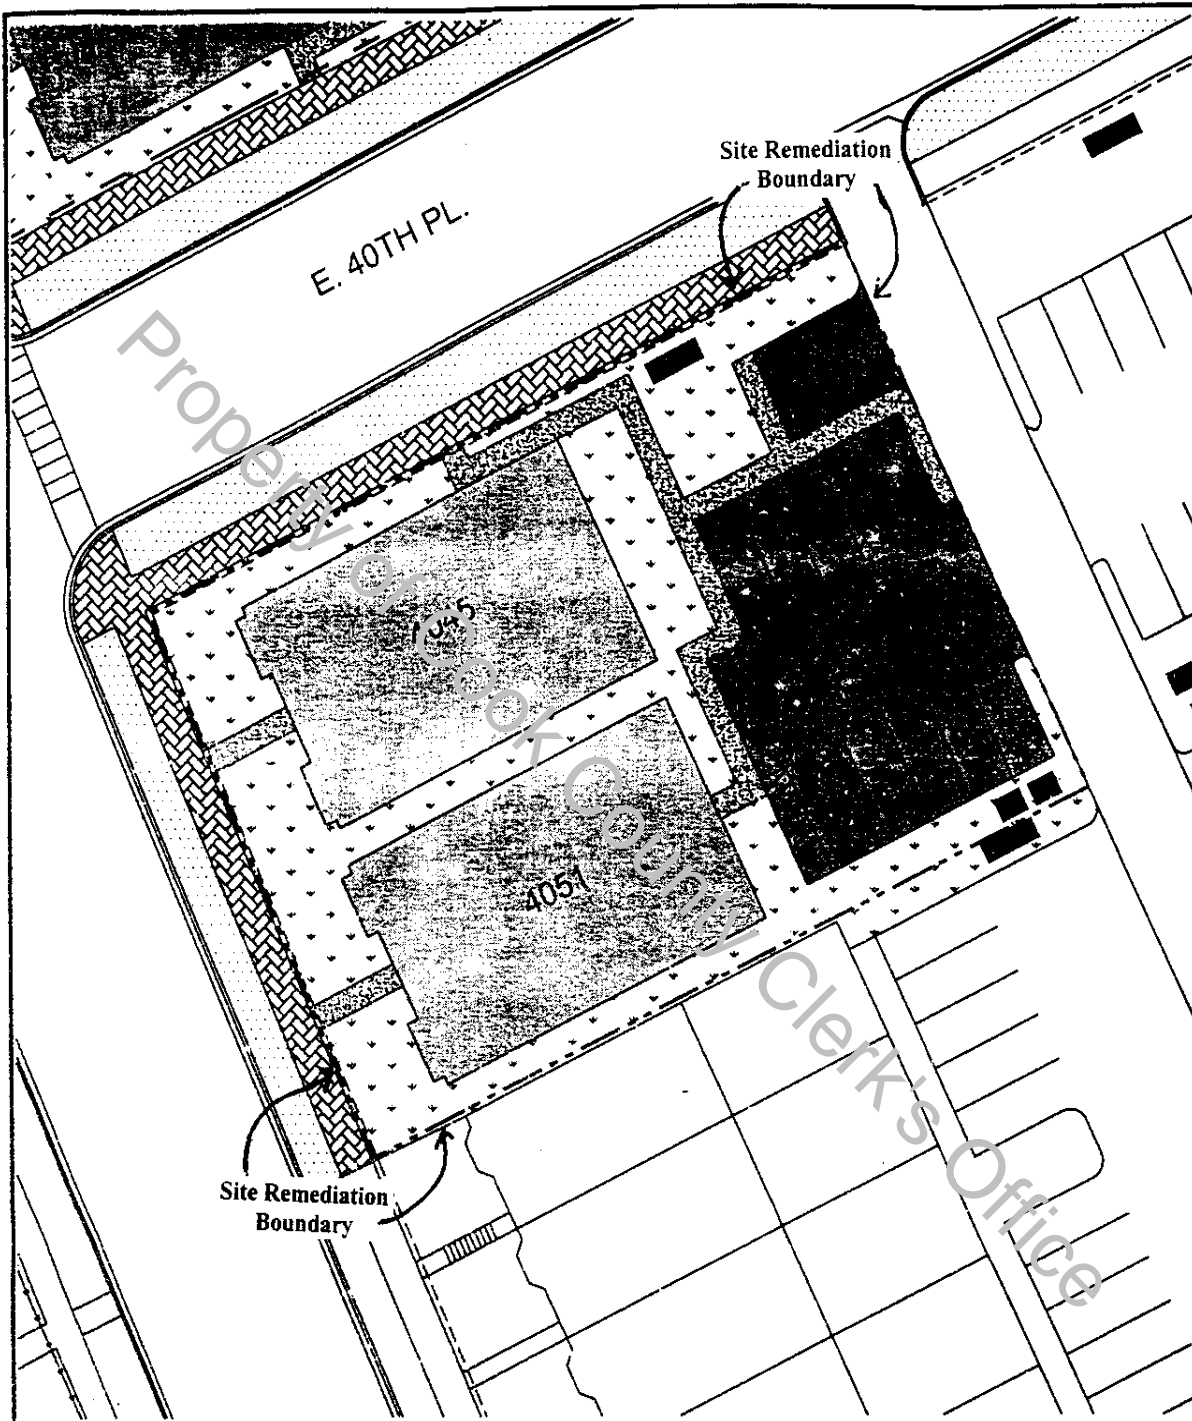 Site Remediation
Boundary
E. 40TH PL.
4051
Site Remediation
Boundary
Property of Cook County Clerk's Office